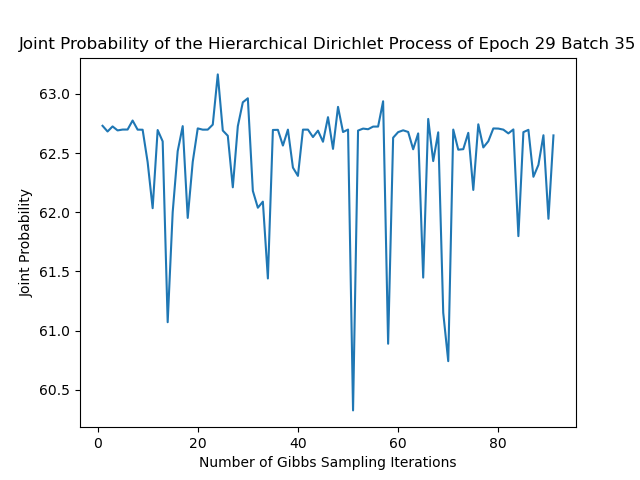 Joint Probability of the Hierarchical Dirichlet Process of Epoch 29 Batch 35
63.0
62.5
62.0
61.5
61.0
60.5
Joint Probability
0 20 40 60 80
Number of Gibbs Sampling Iterations